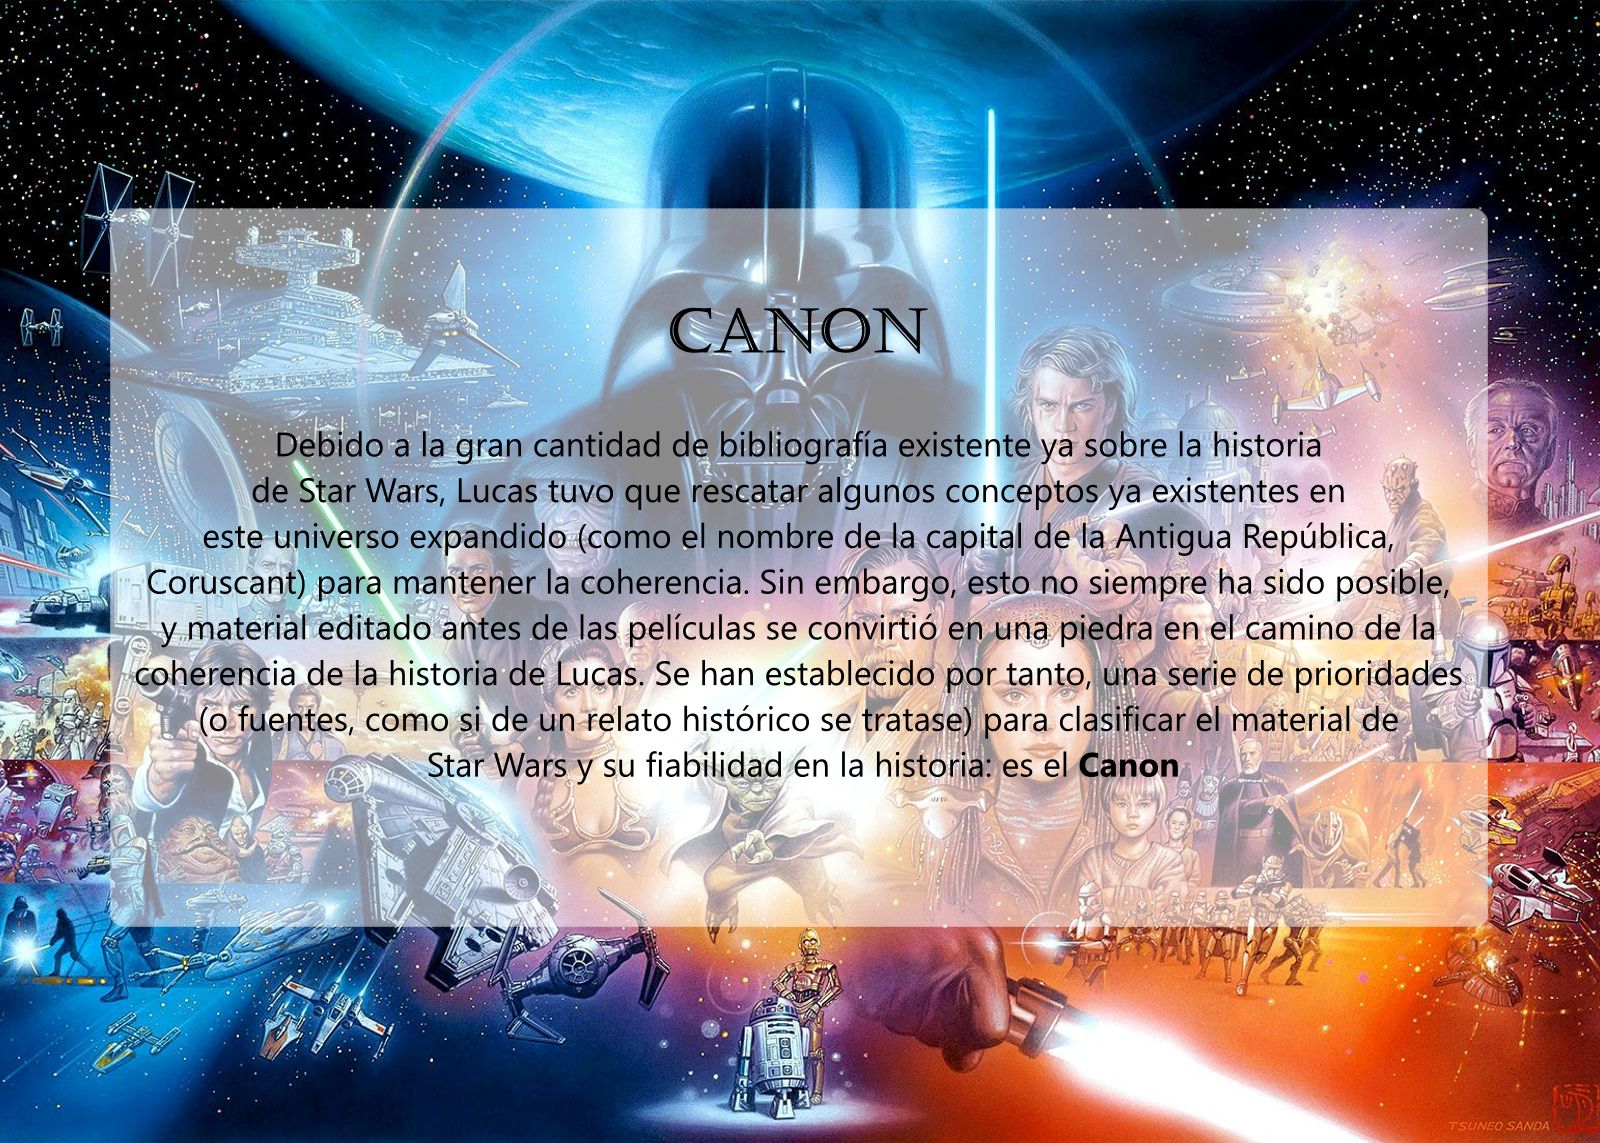 CANON
Debido a la gran cantidad de bibliografía existente ya sobre la historia
de Star Wars, Lucas tuvo que rescatar algunos conceptos ya existentes en
este universo expandido (como el nombre de la capital de la Antigua República,
Coruscant) para mantener la coherencia. Sin embargo, esto no siempre ha sido posible,
y material editado antes de las películas se convirtió en una piedra en el camino de la
coherencia de la historia de Lucas. Se han establecido por tanto, una serie de prioridades
(o fuentes, como si de un relato histórico se tratase) para clasificar el material de
Star Wars y su fiabilidad en la historia: es el Canon
TSUNEO SANDA